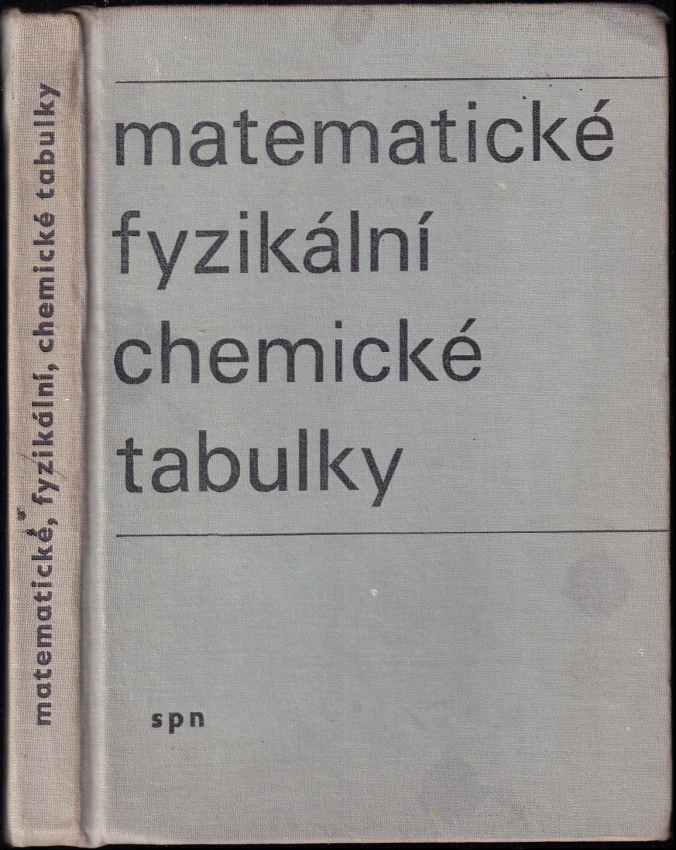 matematické, fyzikální, chemické tabulky
matematické
fyzikální
chemické
tabulky
spn